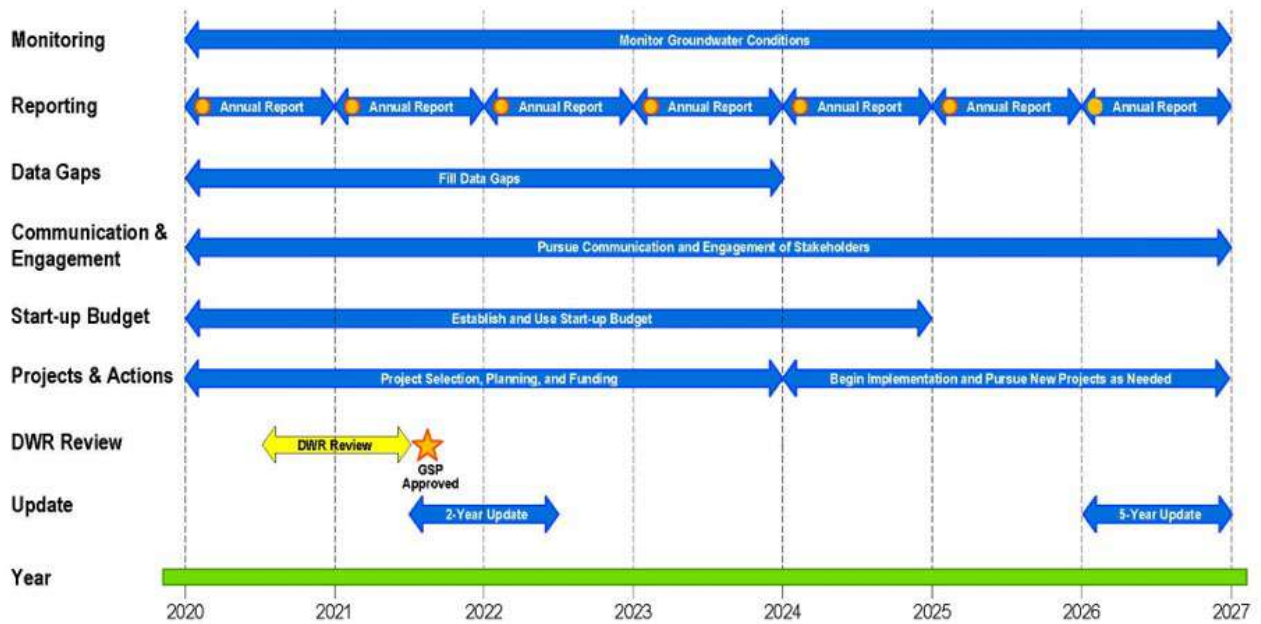 Monitoring
Monitor Groundwater Conditions
Reporting
Annual Report
Annual Report
Annual Report
Annual Report
Annual Report
Annual Report
Annual Report
Data Gaps
Fill Data Gaps
Communication &
Engagement
Pursue Communication and Engagement of Stakeholders
Start-up Budget
Establish and Use Start-up Budget
Projects & Actions
Project Selection, Planning, and Funding
Begin Implementation and Pursue New Projects as Needed
DWR Review
DWR Review
GSP
Approved
Update
2-Year Update
5-Year Update
Year
2020
2021
2022
2023
2024
2025
2026
2027